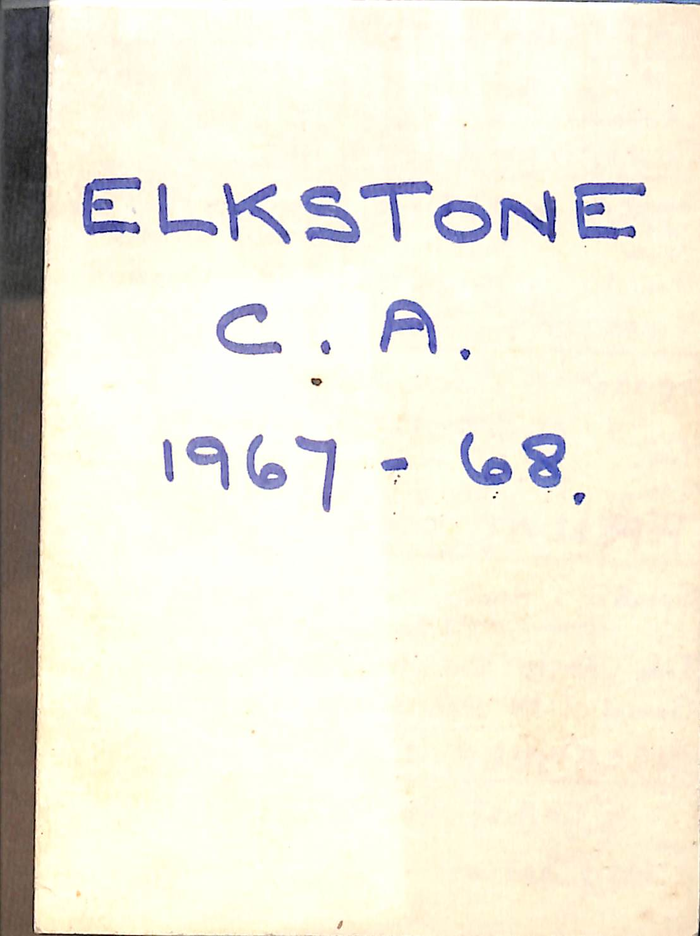 ELKSTONE
C. A.
1967 - 68.